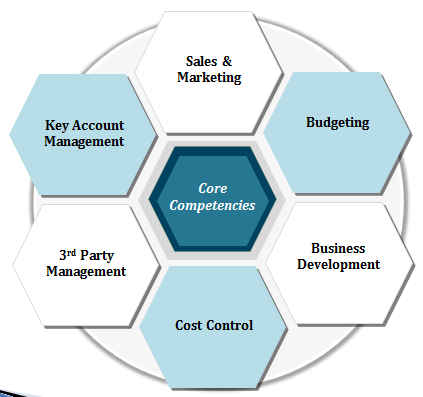 Sales &
Marketing
Key Account
Management
Budgeting
Core
Competencies
3rd Party
Management
Business
Development
Cost Control